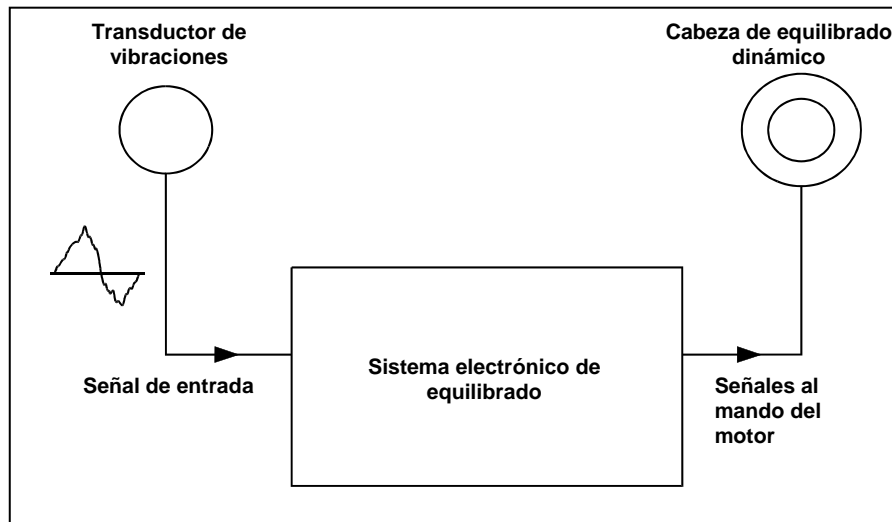 Transductor de
vibraciones
Cabeza de equilibrado
dinámico
Señal de entrada
Sistema electrónico de
equilibrado
Señales al
mando del
motor